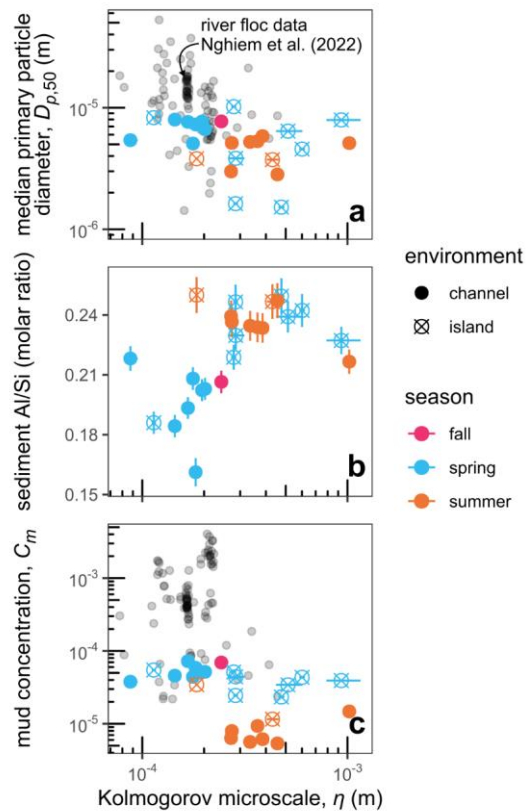 river floc data
Nghiem et al. (2022)
median primary particle
diameter, D_{p,50} (m)
10^{-5}
10^{-6}
a
environment
channel
island
sediment Al/Si (molar ratio)
0.24
0.21
0.18
0.15
b
season
fall
spring
summer
mud concentration, C_m
10^{-3}
10^{-4}
10^{-5}
c
10^{-4}
10^{-3}
Kolmogorov microscale, η (m)